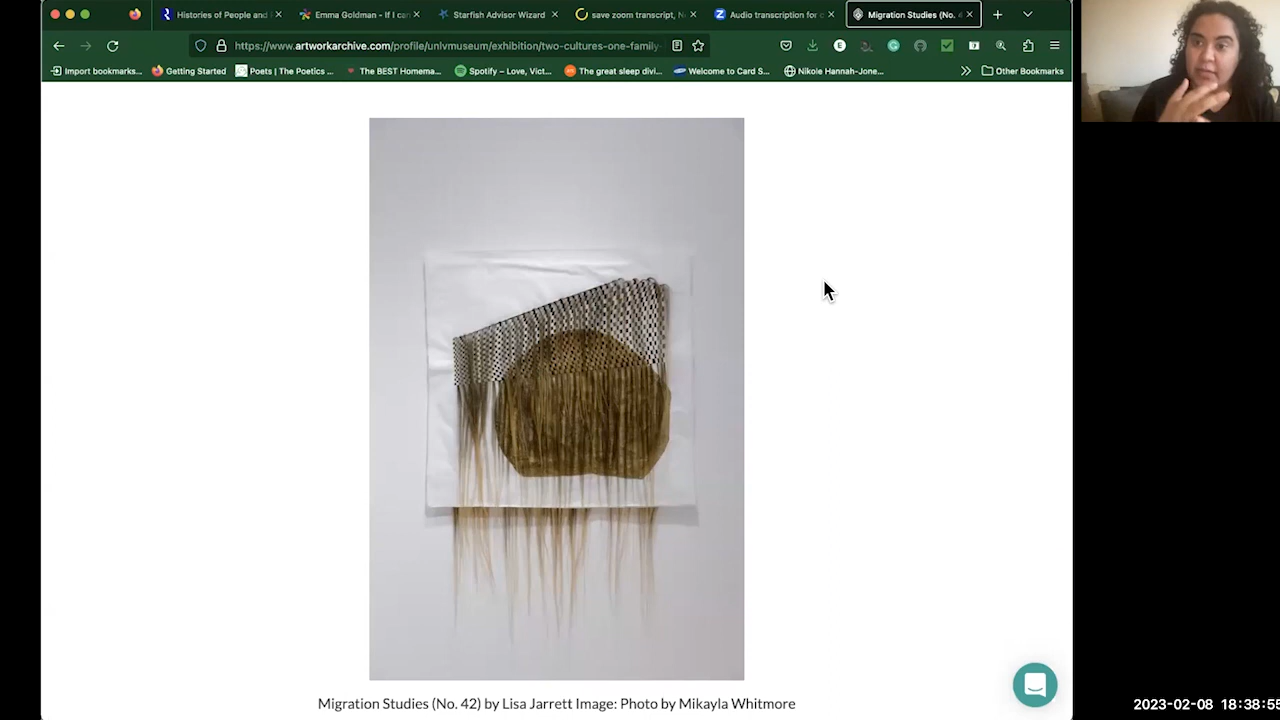 Histories of People and
Emma Goldman - If I can
Starfish Advisor Wizard
save zoom transcript, N
Audio transcription for c
Migration Studies (No. 4
https://www.artworkarchive.com/profile/unlvmuseum/exhibition/two-cultures-one-family-
Import bookmarks...
Getting Started
Poets | The Poetics ...
The BEST Homema...
Spotify – Love, Vict...
The great sleep divi...
Welcome to Card S...
Nikole Hannah-Jone...
Other Bookmarks
Migration Studies (No. 42) by Lisa Jarrett Image: Photo by Mikayla Whitmore
2023-02-08 18:38:55